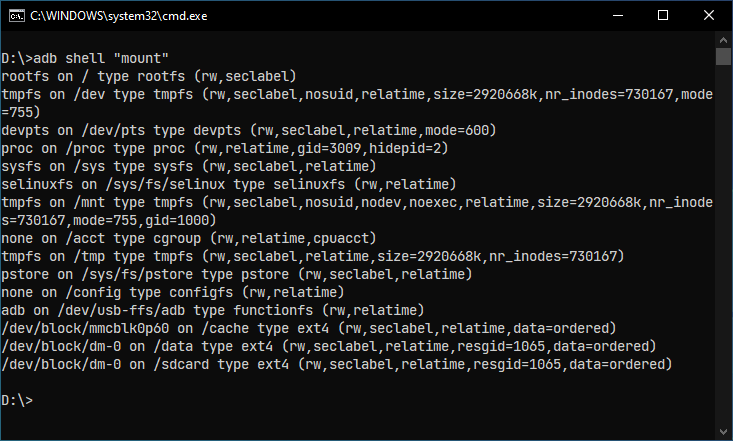 C:\WINDOWS\system32\cmd.exe
D:\>adb shell "mount"
rootfs on / type rootfs (rw,seclabel)
tmpfs on /dev type tmpfs (rw,seclabel,nosuid,relatime,size=2920668k,nr_inodes=730167,mode
=755)
devpts on /dev/pts type devpts (rw,seclabel,relatime,mode=600)
proc on /proc type proc (rw,relatime,gid=3009,hidepid=2)
sysfs on /sys type sysfs (rw,seclabel,relatime)
selinuxfs on /sys/fs/selinux type selinuxfs (rw,relatime)
tmpfs on /mnt type tmpfs (rw,seclabel,nosuid,nodev,noexec,relatime,size=2920668k,nr_inode
s=730167,mode=755,gid=1000)
none on /acct type cgroup (rw,relatime,cpuacct)
tmpfs on /tmp type tmpfs (rw,seclabel,relatime,size=2920668k,nr_inodes=730167)
pstore on /sys/fs/pstore type pstore (rw,seclabel,relatime)
none on /config type configfs (rw,relatime)
adb on /dev/usb-ffs/adb type functionfs (rw,relatime)
/dev/block/mmcblk0p60 on /cache type ext4 (rw,seclabel,relatime,data=ordered)
/dev/block/dm-0 on /data type ext4 (rw,seclabel,relatime,resgid=1065,data=ordered)
/dev/block/dm-0 on /sdcard type ext4 (rw,seclabel,relatime,resgid=1065,data=ordered)
D:\>